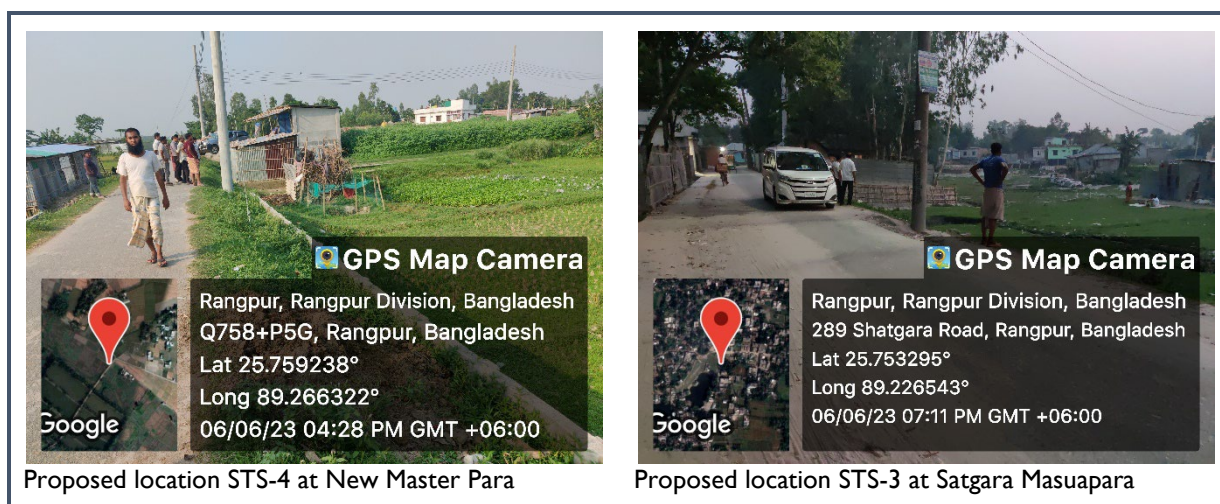 GPS Map Camera
Rangpur, Rangpur Division, Bangladesh
Q758+P5G, Rangpur, Bangladesh
Lat 25.759238°
Long 89.266322°
06/06/23 04:28 PM GMT +06:00
Google
Proposed location STS-4 at New Master Para
GPS Map Camera
Rangpur, Rangpur Division, Bangladesh
289 Shatgara Road, Rangpur, Bangladesh
Lat 25.753295°
Long 89.226543°
06/06/23 07:11 PM GMT +06:00
Google
Proposed location STS-3 at Satgara Masuapara